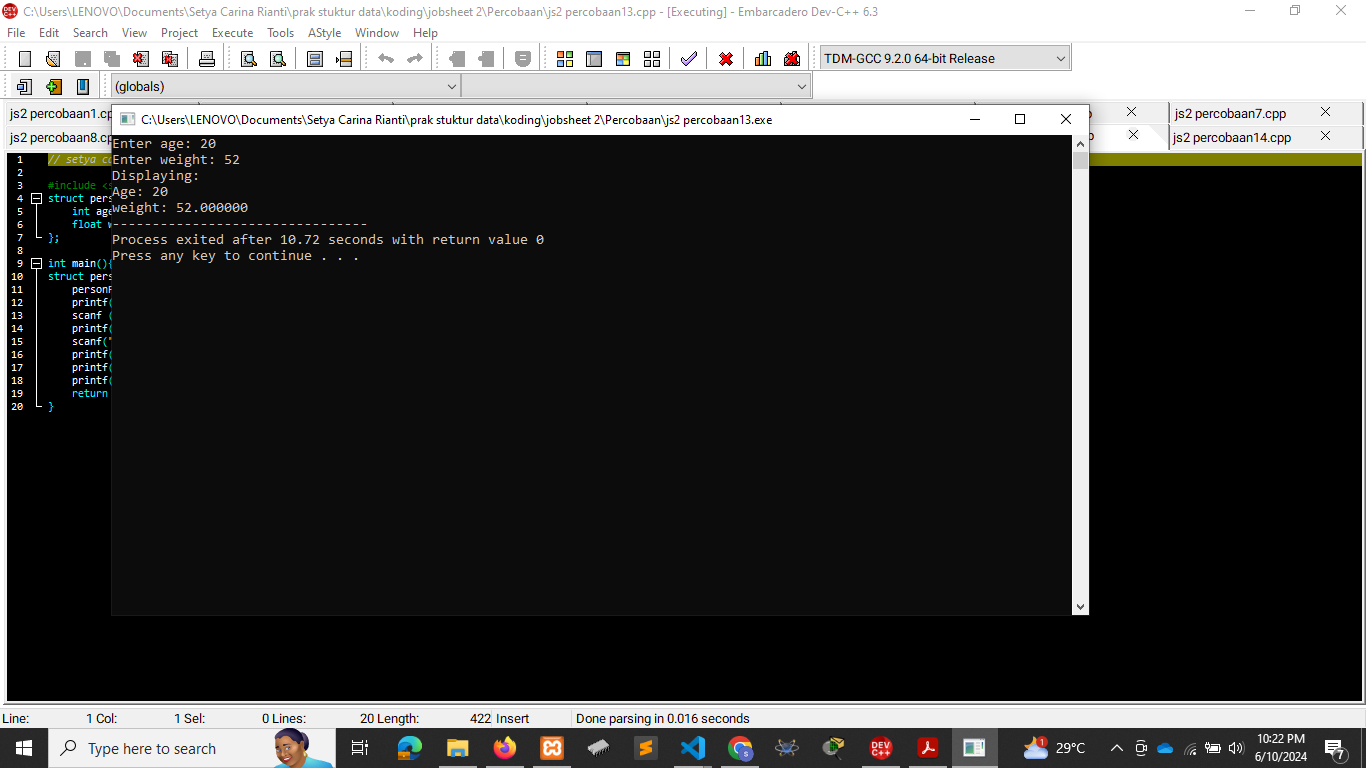 C:\Users\LENOVO\Documents\Setya Carina Rianti\prak stuktur data\koding\jobsheet 2\Percobaan\js2 percobaan13.cpp - [Executing] - Embarcadero Dev-C++ 6.3
File Edit Search View Project Execute Tools AStyle Window Help
TDM-GCC 9.2.0 64-bit Release
(globals)
js2 percobaan1.cp
js2 percobaan7.cpp
js2 percobaan8.cp
js2 percobaan14.cpp
C:\Users\LENOVO\Documents\Setya Carina Rianti\prak stuktur data\koding\jobsheet 2\Percobaan\js2 percobaan13.exe
Enter age: 20
Enter weight: 52
Displaying:
Age: 20
weight: 52.000000
--------------------------------
Process exited after 10.72 seconds with return value 0
Press any key to continue . . .
1 // setya c
2
3 #include <s
4 struct pers
5 int age
6 float w
7 };
8
9 int main(){
10 struct pers
11 personP
12 printf(
13 scanf (
14 printf(
15 scanf("
16 printf(
17 printf(
18 printf(
19 return
20 }
Line: 1 Col: 1 Sel: 0 Lines: 20 Length: 422 Insert Done parsing in 0.016 seconds
Type here to search
DEV C++
1
29°C
10:22 PM
6/10/2024
7